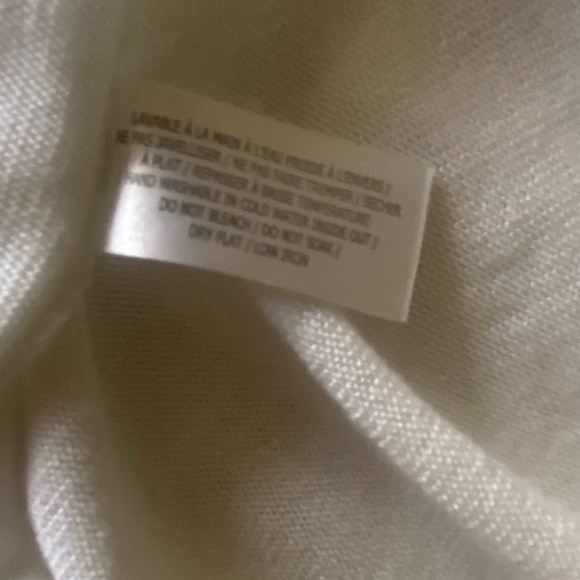 LAVABLE À LA MAIN À L'EAU FROIDE À L'ENVERS /
NE PAS JAVELLISER / NE PAS FAIRE TREMPER / SÉCHER
À PLAT / REPASSER À BASSE TEMPÉRATURE
HAND WASHABLE IN COLD WATER INSIDE OUT /
DO NOT BLEACH / DO NOT SOAK /
DRY FLAT / LOW IRON